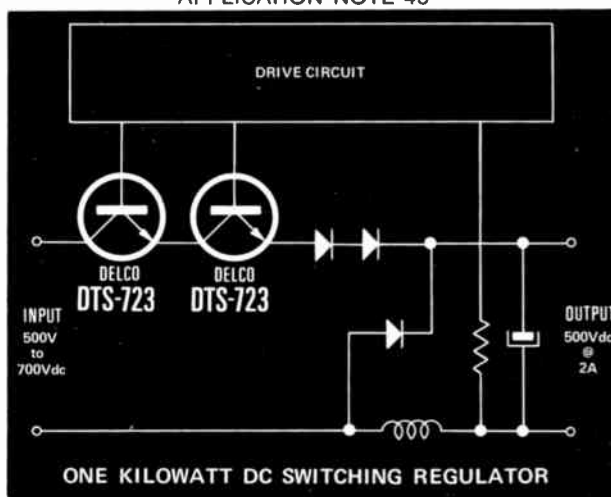 DRIVE CIRCUIT
DELCO
DTS-723
DELCO
DTS-723
INPUT
500V
to
700Vdc
OUTPUT
500Vdc
@
2A
ONE KILOWATT DC SWITCHING REGULATOR